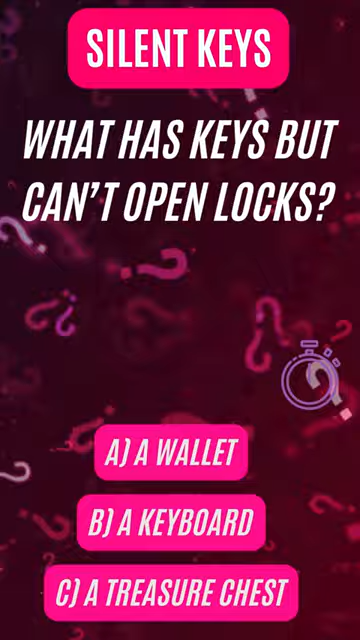 SILENT KEYS
WHAT HAS KEYS BUT
CAN'T OPEN LOCKS?
A) A WALLET
B) A KEYBOARD
C) A TREASURE CHEST